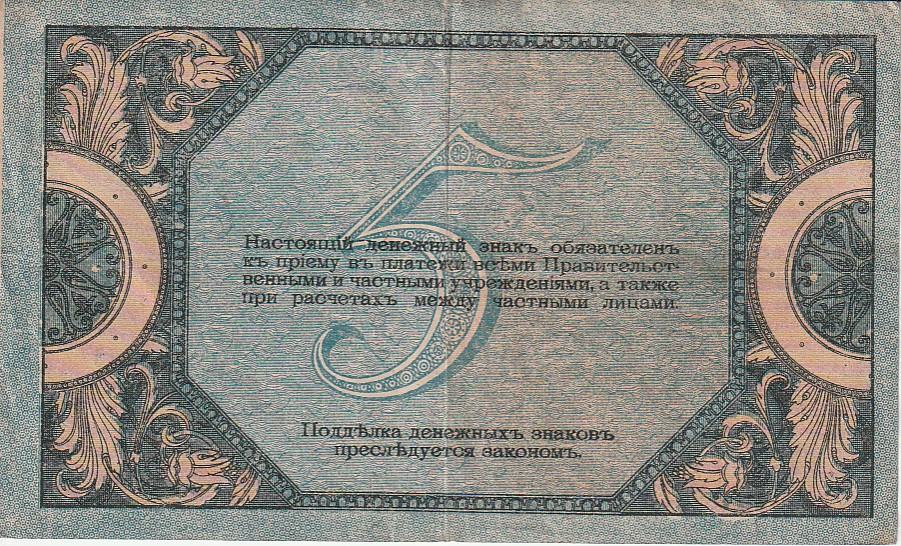 5
Настоящій денежный знакъ обязателенъ
къ пріему въ платежи всѣми Правительст-
венными и частными учрежденіями, а также
при расчетахъ между частными лицами.
Поддѣлка денежныхъ знаковъ
преслѣдуется закономъ.